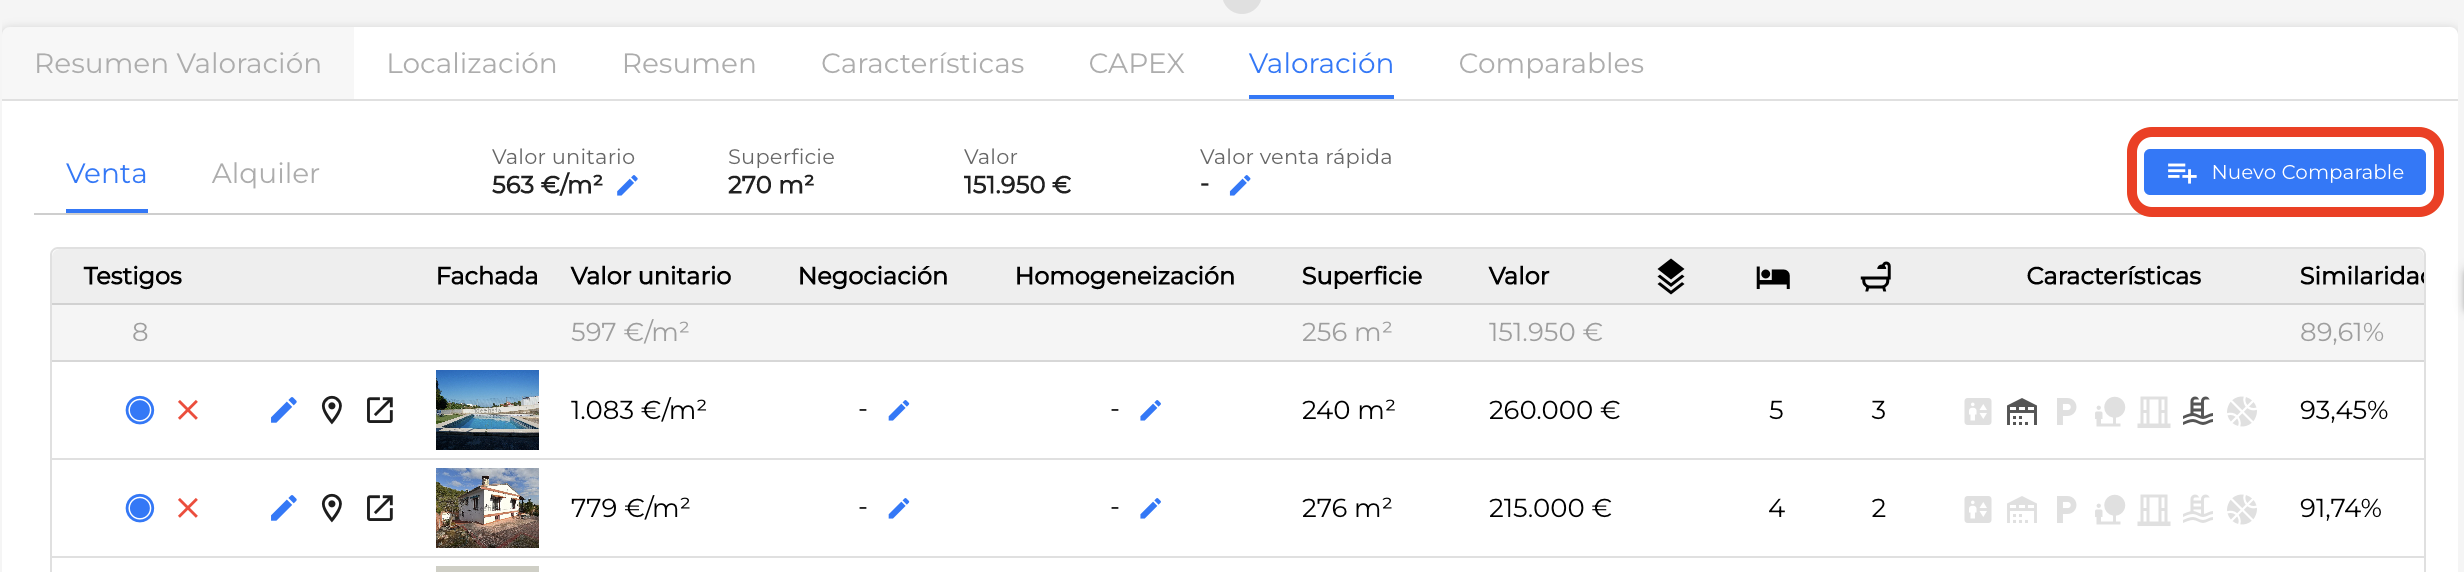 Resumen Valoración Localización Resumen Características CAPEX Valoración Comparables
Venta Alquiler
Valor unitario Superficie Valor Valor venta rápida
563 €/m² 270 m² 151.950 € -
Nuevo Comparable
Testigos Fachada Valor unitario Negociación Homogeneización Superficie Valor Características Similaridad
8 597 €/m² 256 m² 151.950 € 89,61%
1.083 €/m² - - 240 m² 260.000 € 5 3 P 93,45%
779 €/m² - - 276 m² 215.000 € 4 2 P 91,74%